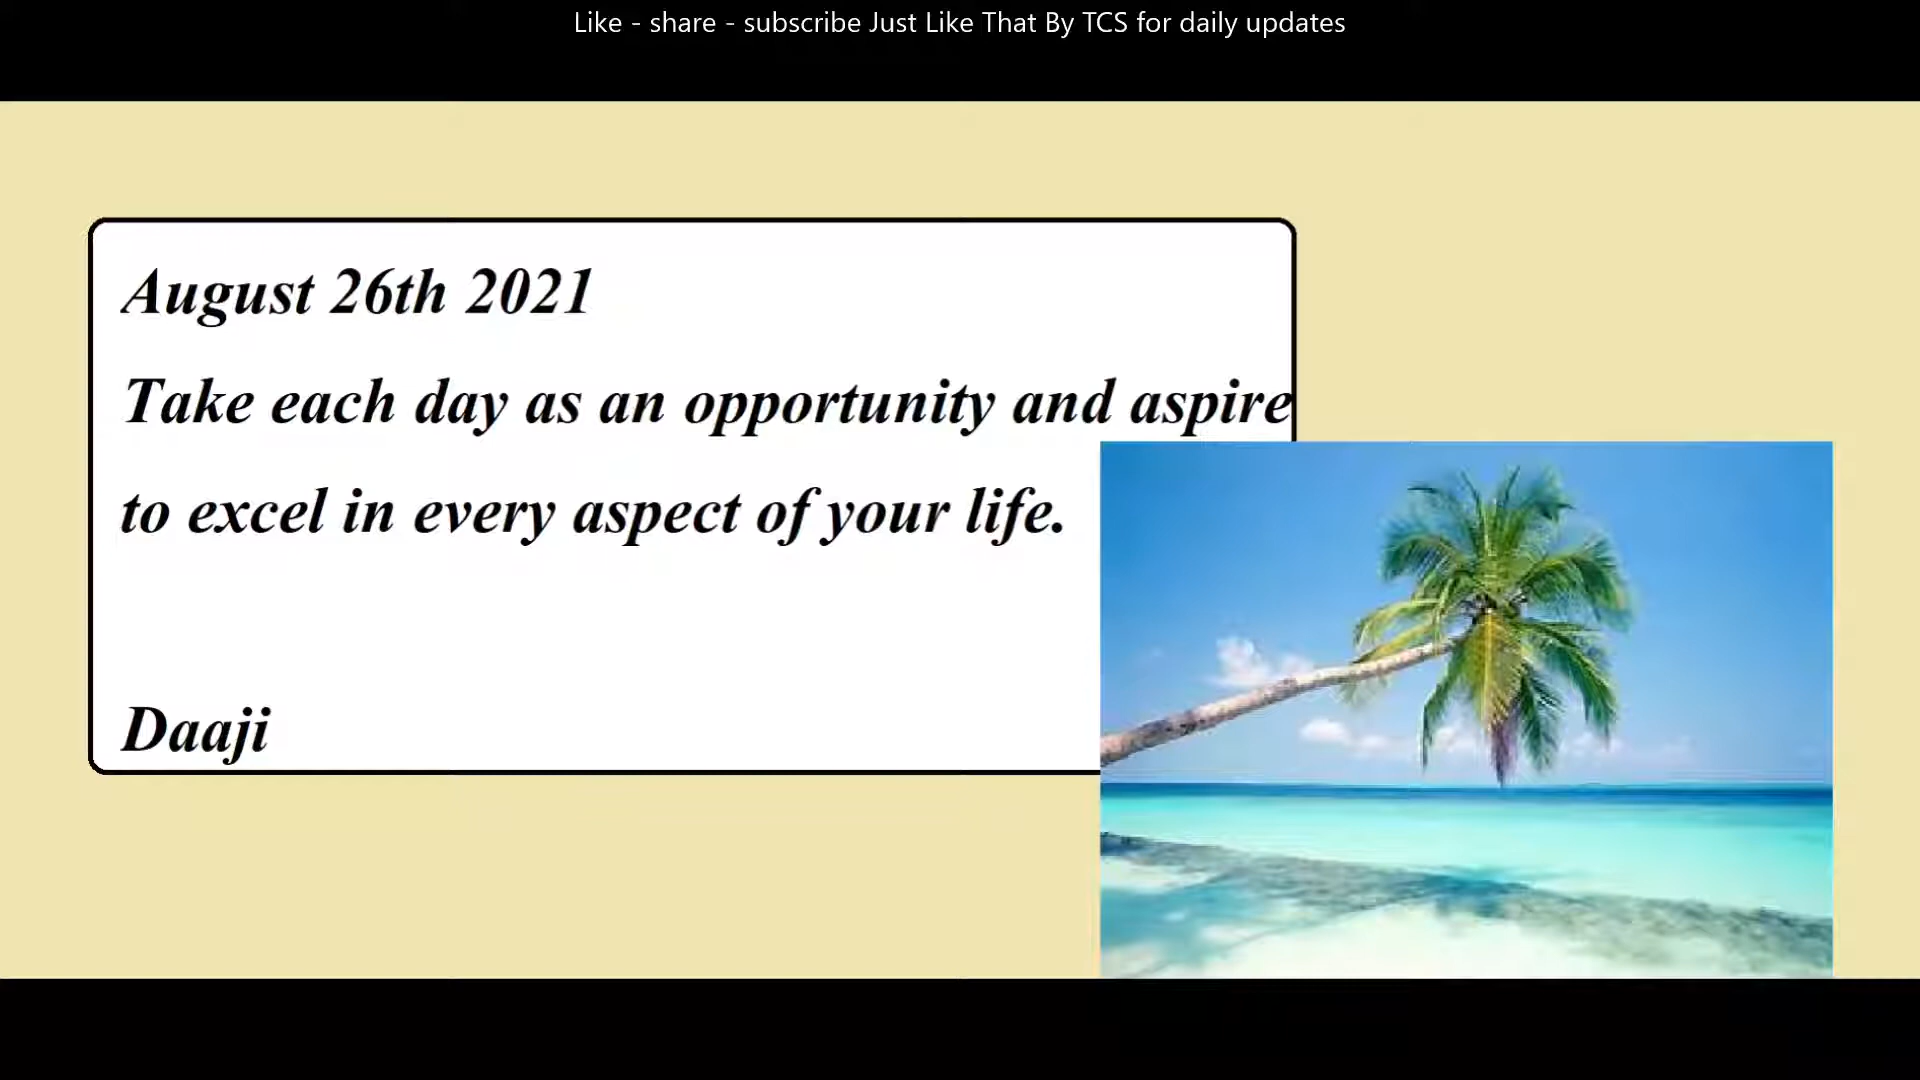 Like - share - subscribe Just Like That By TCS for daily updates
August 26th 2021
Take each day as an opportunity and aspire
to excel in every aspect of your life.
Daaji